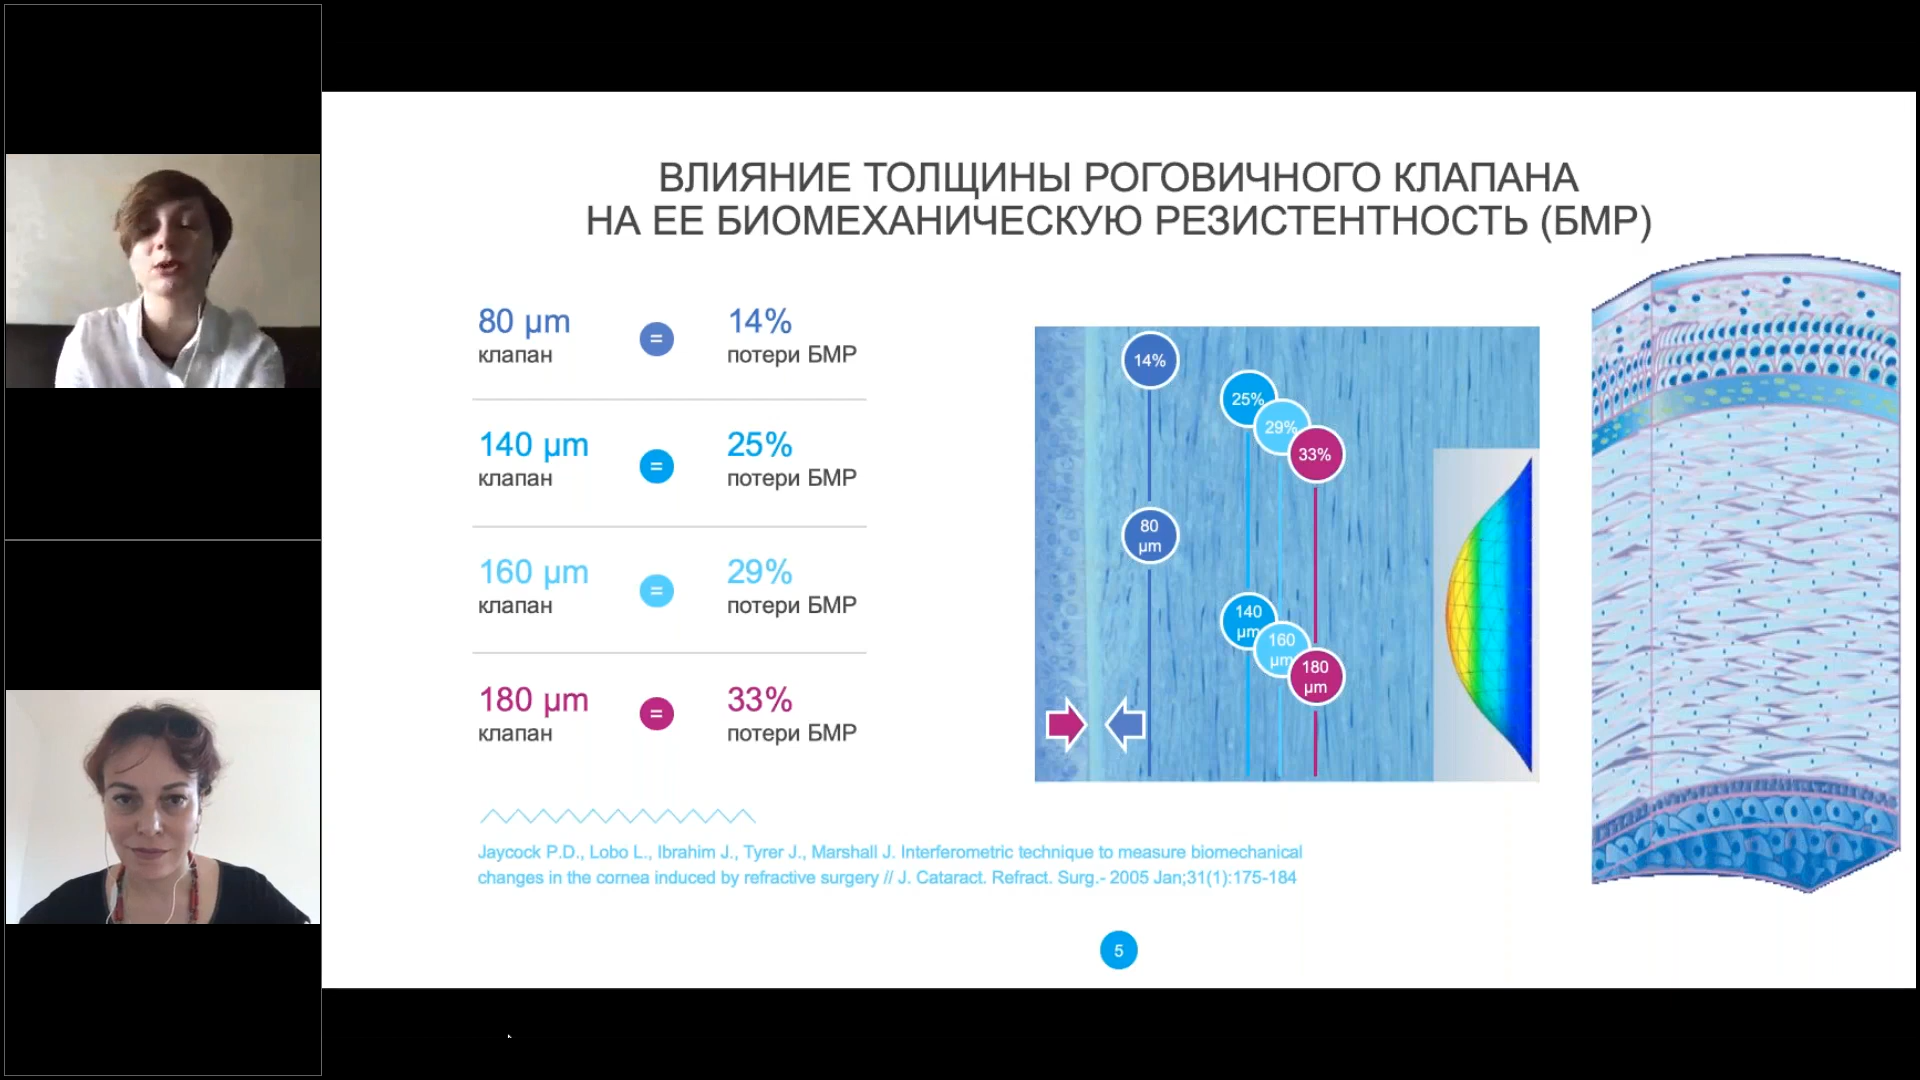 ВЛИЯНИЕ ТОЛЩИНЫ РОГОВИЧНОГО КЛАПАНА
НА ЕЕ БИОМЕХАНИЧЕСКУЮ РЕЗИСТЕНТНОСТЬ (БМР)
80 µm = 14%
клапан потери БМР
140 µm = 25%
клапан потери БМР
160 µm = 29%
клапан потери БМР
180 µm = 33%
клапан потери БМР
14%
25%
29%
33%
80
µm
140
µm
160
µm
180
µm
Jaycock P.D., Lobo L., Ibrahim J., Tyrer J., Marshall J. Interferometric technique to measure biomechanical
changes in the cornea induced by refractive surgery // J. Cataract. Refract. Surg.- 2005 Jan;31(1):175-184
5